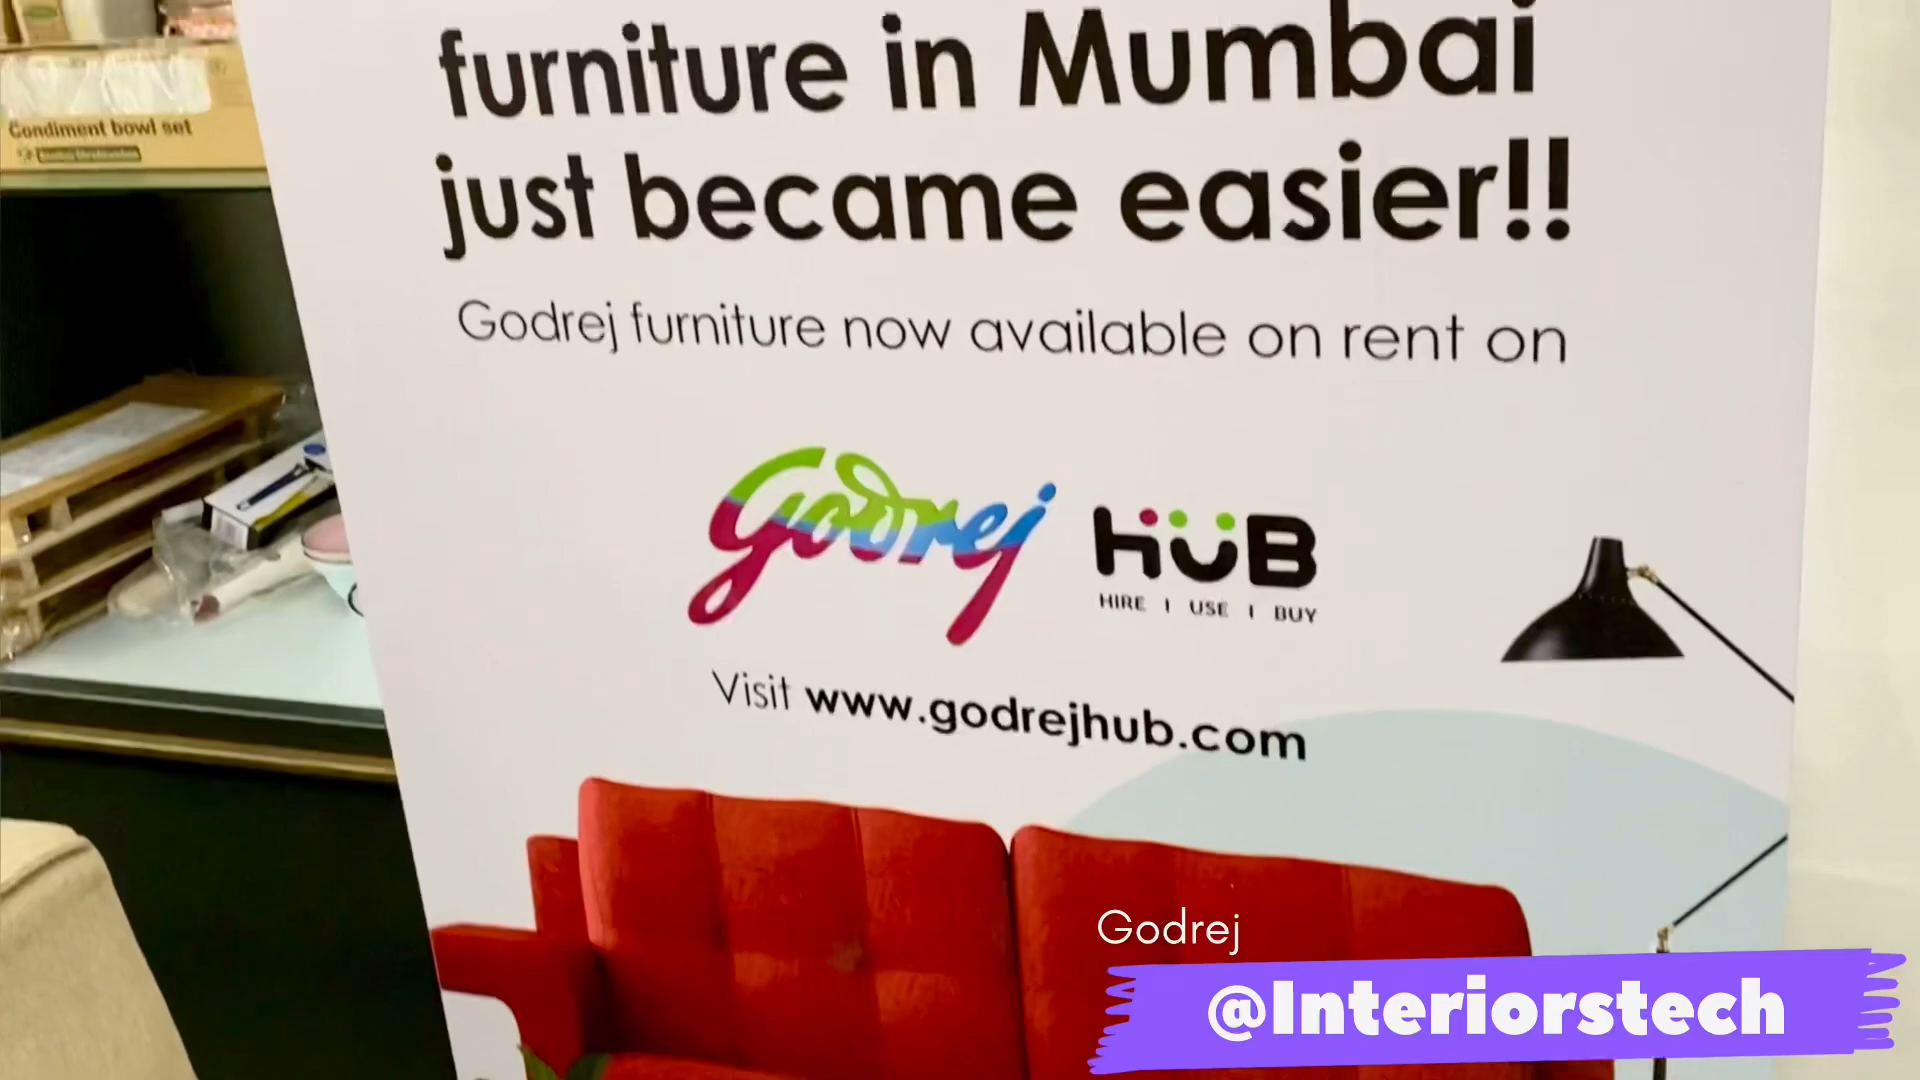 furniture in Mumbai
just became easier!!
Godrej furniture now available on rent on
Godrej HUB
HIRE | USE | BUY
Visit www.godrejhub.com
Condiment bowl set
Godrej
@Interiorstech